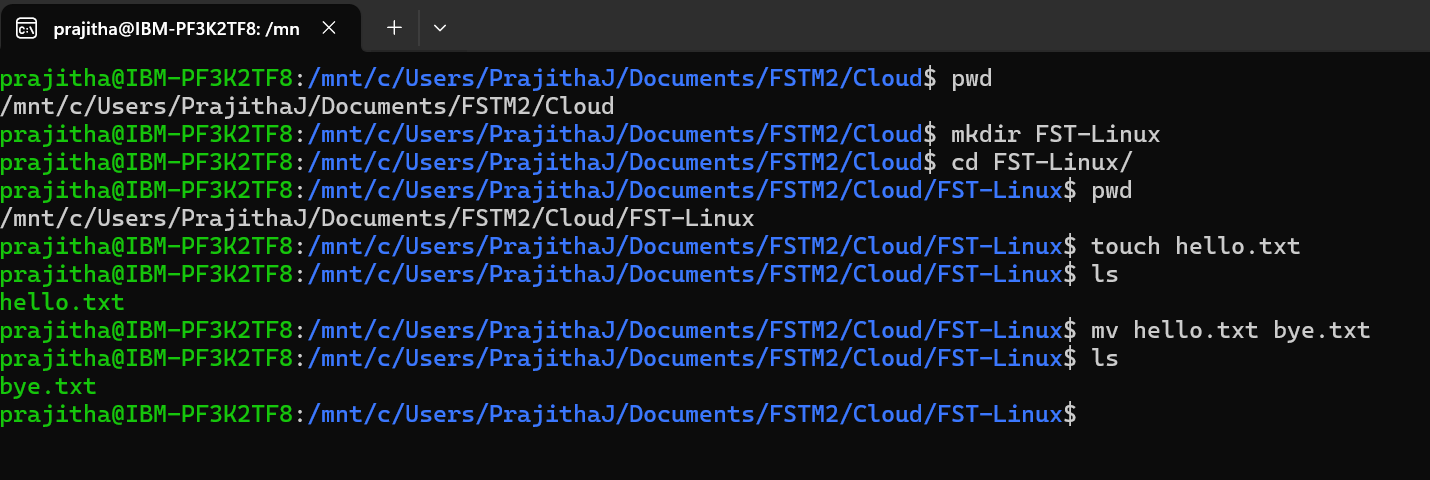 prajitha@IBM-PF3K2TF8: /mn
prajitha@IBM-PF3K2TF8:/mnt/c/Users/PrajithaJ/Documents/FSTM2/Cloud$ pwd
/mnt/c/Users/PrajithaJ/Documents/FSTM2/Cloud
prajitha@IBM-PF3K2TF8:/mnt/c/Users/PrajithaJ/Documents/FSTM2/Cloud$ mkdir FST-Linux
prajitha@IBM-PF3K2TF8:/mnt/c/Users/PrajithaJ/Documents/FSTM2/Cloud$ cd FST-Linux/
prajitha@IBM-PF3K2TF8:/mnt/c/Users/PrajithaJ/Documents/FSTM2/Cloud/FST-Linux$ pwd
/mnt/c/Users/PrajithaJ/Documents/FSTM2/Cloud/FST-Linux
prajitha@IBM-PF3K2TF8:/mnt/c/Users/PrajithaJ/Documents/FSTM2/Cloud/FST-Linux$ touch hello.txt
prajitha@IBM-PF3K2TF8:/mnt/c/Users/PrajithaJ/Documents/FSTM2/Cloud/FST-Linux$ ls
hello.txt
prajitha@IBM-PF3K2TF8:/mnt/c/Users/PrajithaJ/Documents/FSTM2/Cloud/FST-Linux$ mv hello.txt bye.txt
prajitha@IBM-PF3K2TF8:/mnt/c/Users/PrajithaJ/Documents/FSTM2/Cloud/FST-Linux$ ls
bye.txt
prajitha@IBM-PF3K2TF8:/mnt/c/Users/PrajithaJ/Documents/FSTM2/Cloud/FST-Linux$